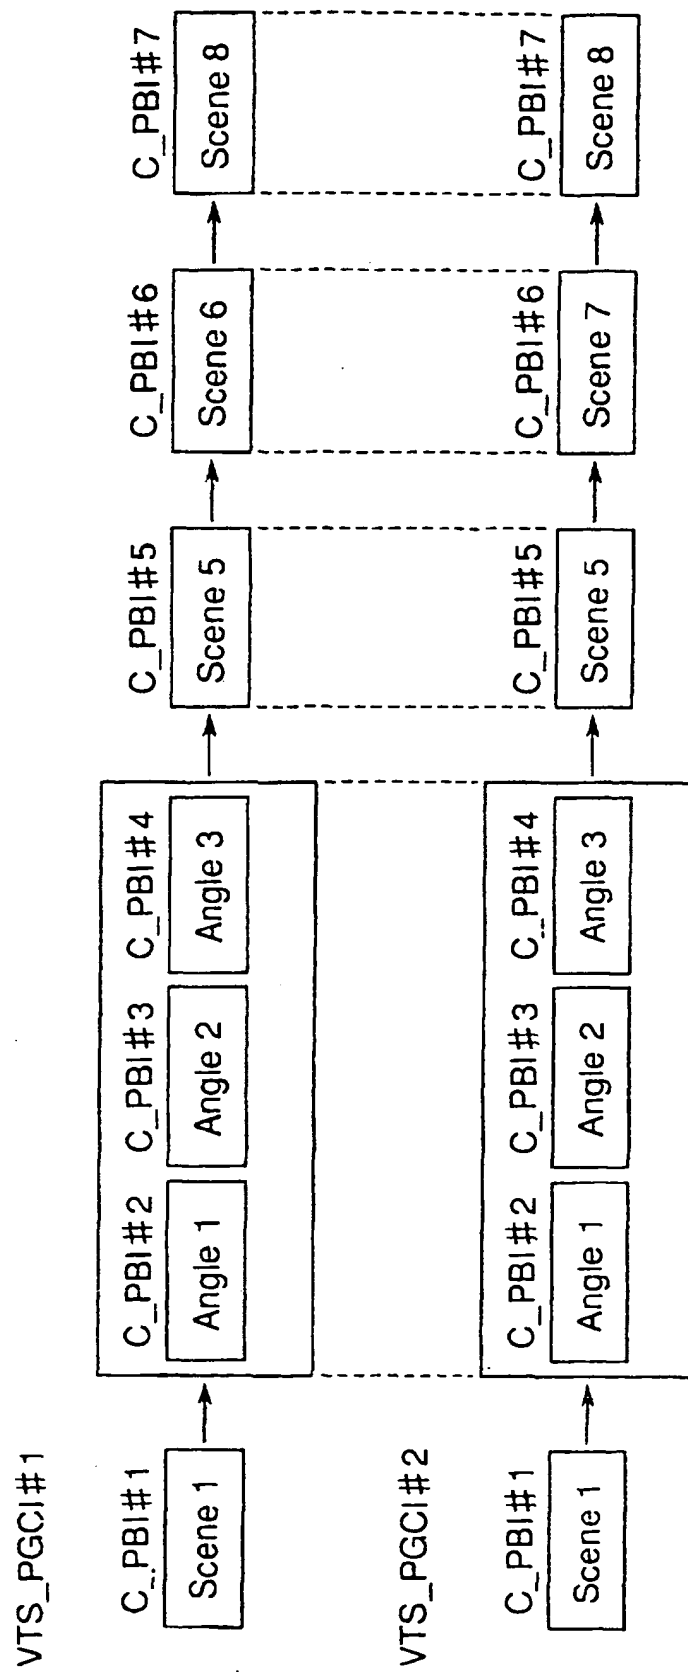 VTS_PGCI#1
C_PBI#1
Scene 1
C_PBI#2
Angle 1
C_PBI#3
Angle 2
C_PBI#4
Angle 3
C_PBI#5
Scene 5
C_PBI#6
Scene 6
C_PBI#7
Scene 8
VTS_PGCI#2
C_PBI#1
Scene 1
C_PBI#2
Angle 1
C_PBI#3
Angle 2
C_PBI#4
Angle 3
C_PBI#5
Scene 5
C_PBI#6
Scene 7
C_PBI#7
Scene 8